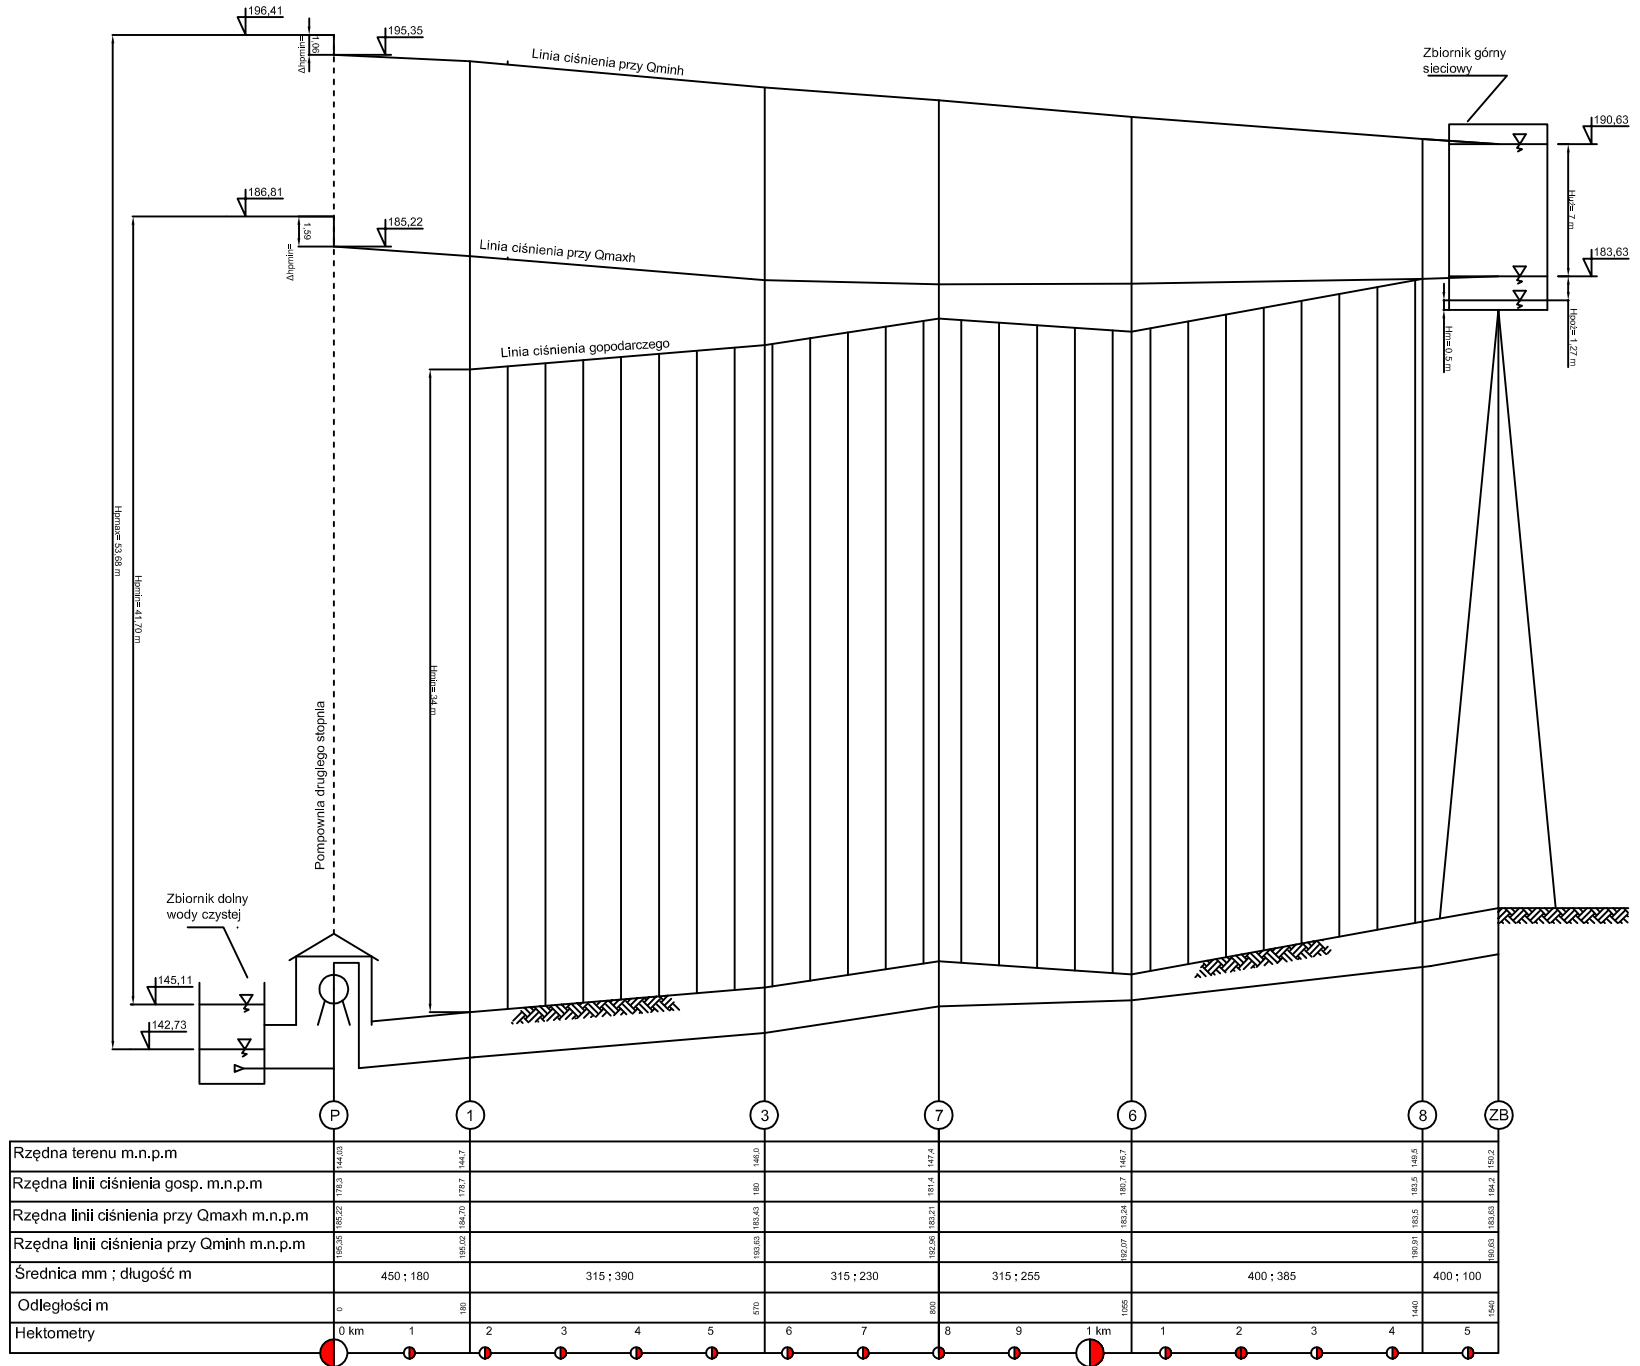 196,41
195,35
Δhpmin=
1,06
Linia ciśnienia przy Qminh
Zbiornik górny
sieciowy
190,63
Huż= 7 m
183,63
Hpoż= 1,27 m
Hm= 0,5 m
186,81
185,22
1,59
Δhpmin=
Linia ciśnienia przy Qmaxh
Linia ciśnienia gopodarczego
Hpmax= 53,68 m
Hpmin= 41,70 m
Hmin= 34 m
Pompownia drugiego stopnia
Zbiornik dolny
wody czystej
145,11
142,73
P 1 3 7 6 8 ZB
Rzędna terenu m.n.p.m 144,03 144,7 146,0 147,4 146,7 149,5 150,2
Rzędna linii ciśnienia gosp. m.n.p.m 178,3 178,7 180 181,4 180,7 183,5 184,2
Rzędna linii ciśnienia przy Qmaxh m.n.p.m 185,22 184,70 183,43 183,21 183,24 183,5 183,63
Rzędna linii ciśnienia przy Qminh m.n.p.m 195,35 195,02 193,63 192,96 192,07 190,91 190,63
Średnica mm ; długość m 450 ; 180 315 ; 390 315 ; 230 315 ; 255 400 ; 385 400 ; 100
Odległości m 0 180 570 800 1055 1440 1540
Hektometry 0 km 1 2 3 4 5 6 7 8 9 1 km 1 2 3 4 5